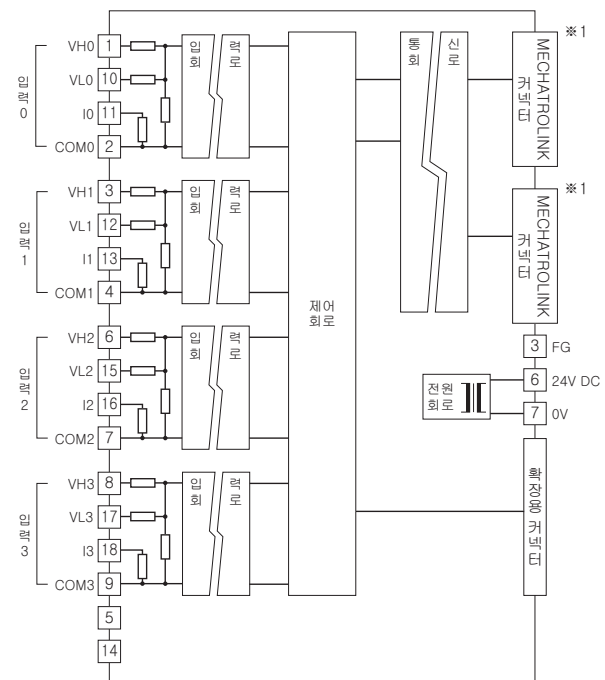 입력 0
VH0 1
VL0 10
I0 11
COM0 2
입력 회로
입력 1
VH1 3
VL1 12
I1 13
COM1 4
입력 회로
입력 2
VH2 6
VL2 15
I2 16
COM2 7
입력 회로
입력 3
VH3 8
VL3 17
I3 18
COM3 9
입력 회로
5
14
제어
회로
통신 회로
※1
MECHATROLINK
커넥터
※1
MECHATROLINK
커넥터
3 FG
전원
회로
6 24V DC
7 0V
확장용 커넥터